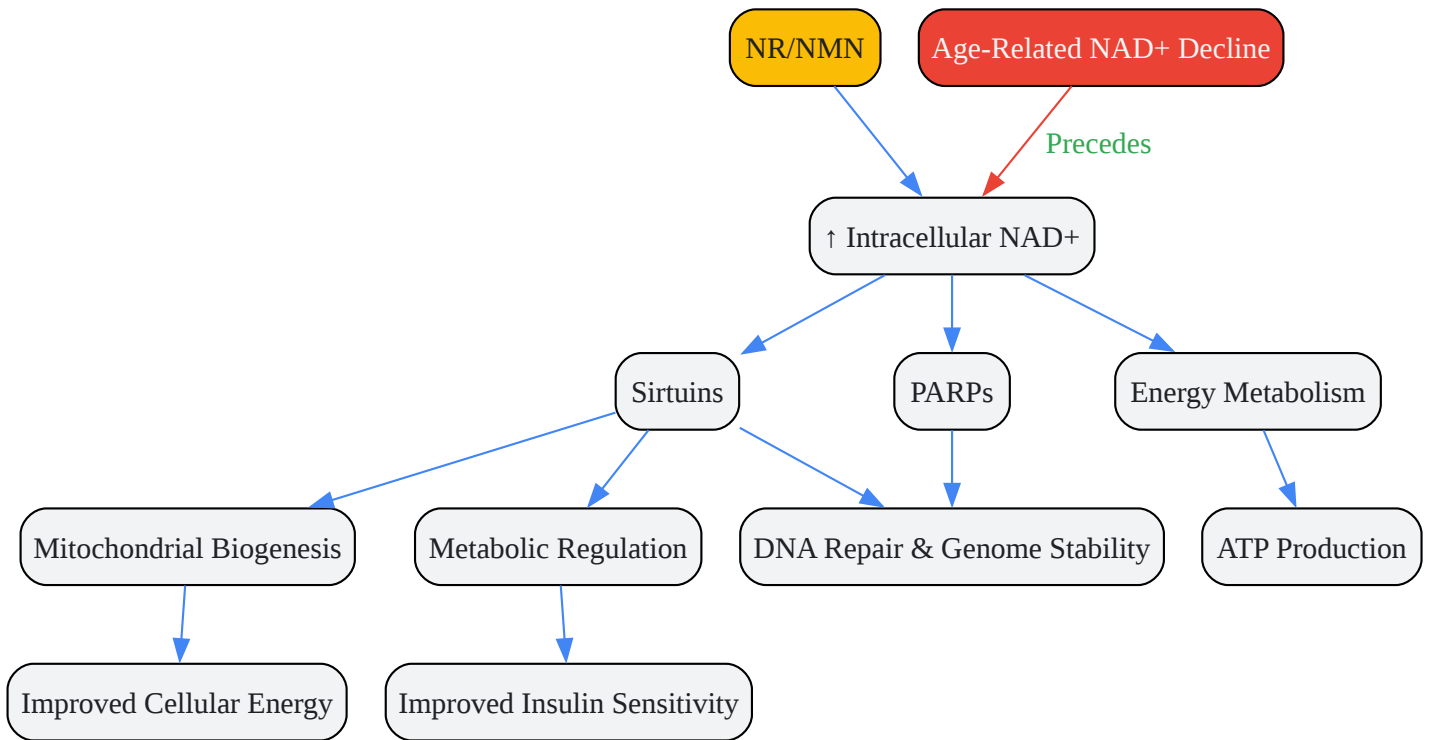 NR/NMN
Age-Related NAD+ Decline
Precedes
↑ Intracellular NAD+
Sirtuins
PARPs
Energy Metabolism
Mitochondrial Biogenesis
Metabolic Regulation
DNA Repair & Genome Stability
ATP Production
Improved Cellular Energy
Improved Insulin Sensitivity